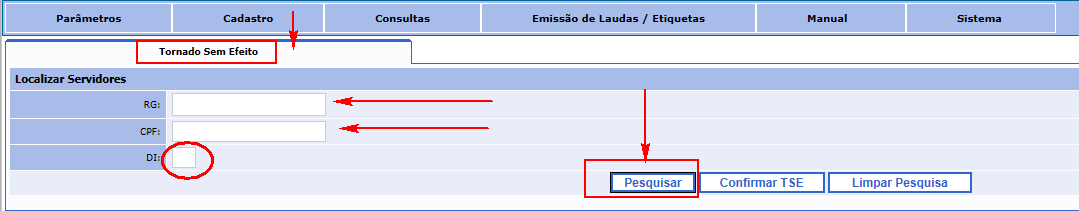 Parâmetros Cadastro Consultas Emissão de Laudas / Etiquetas Manual Sistema
Tornado Sem Efeito
Localizar Servidores
RG:
CPF:
DI:
Pesquisar Confirmar TSE Limpar Pesquisa